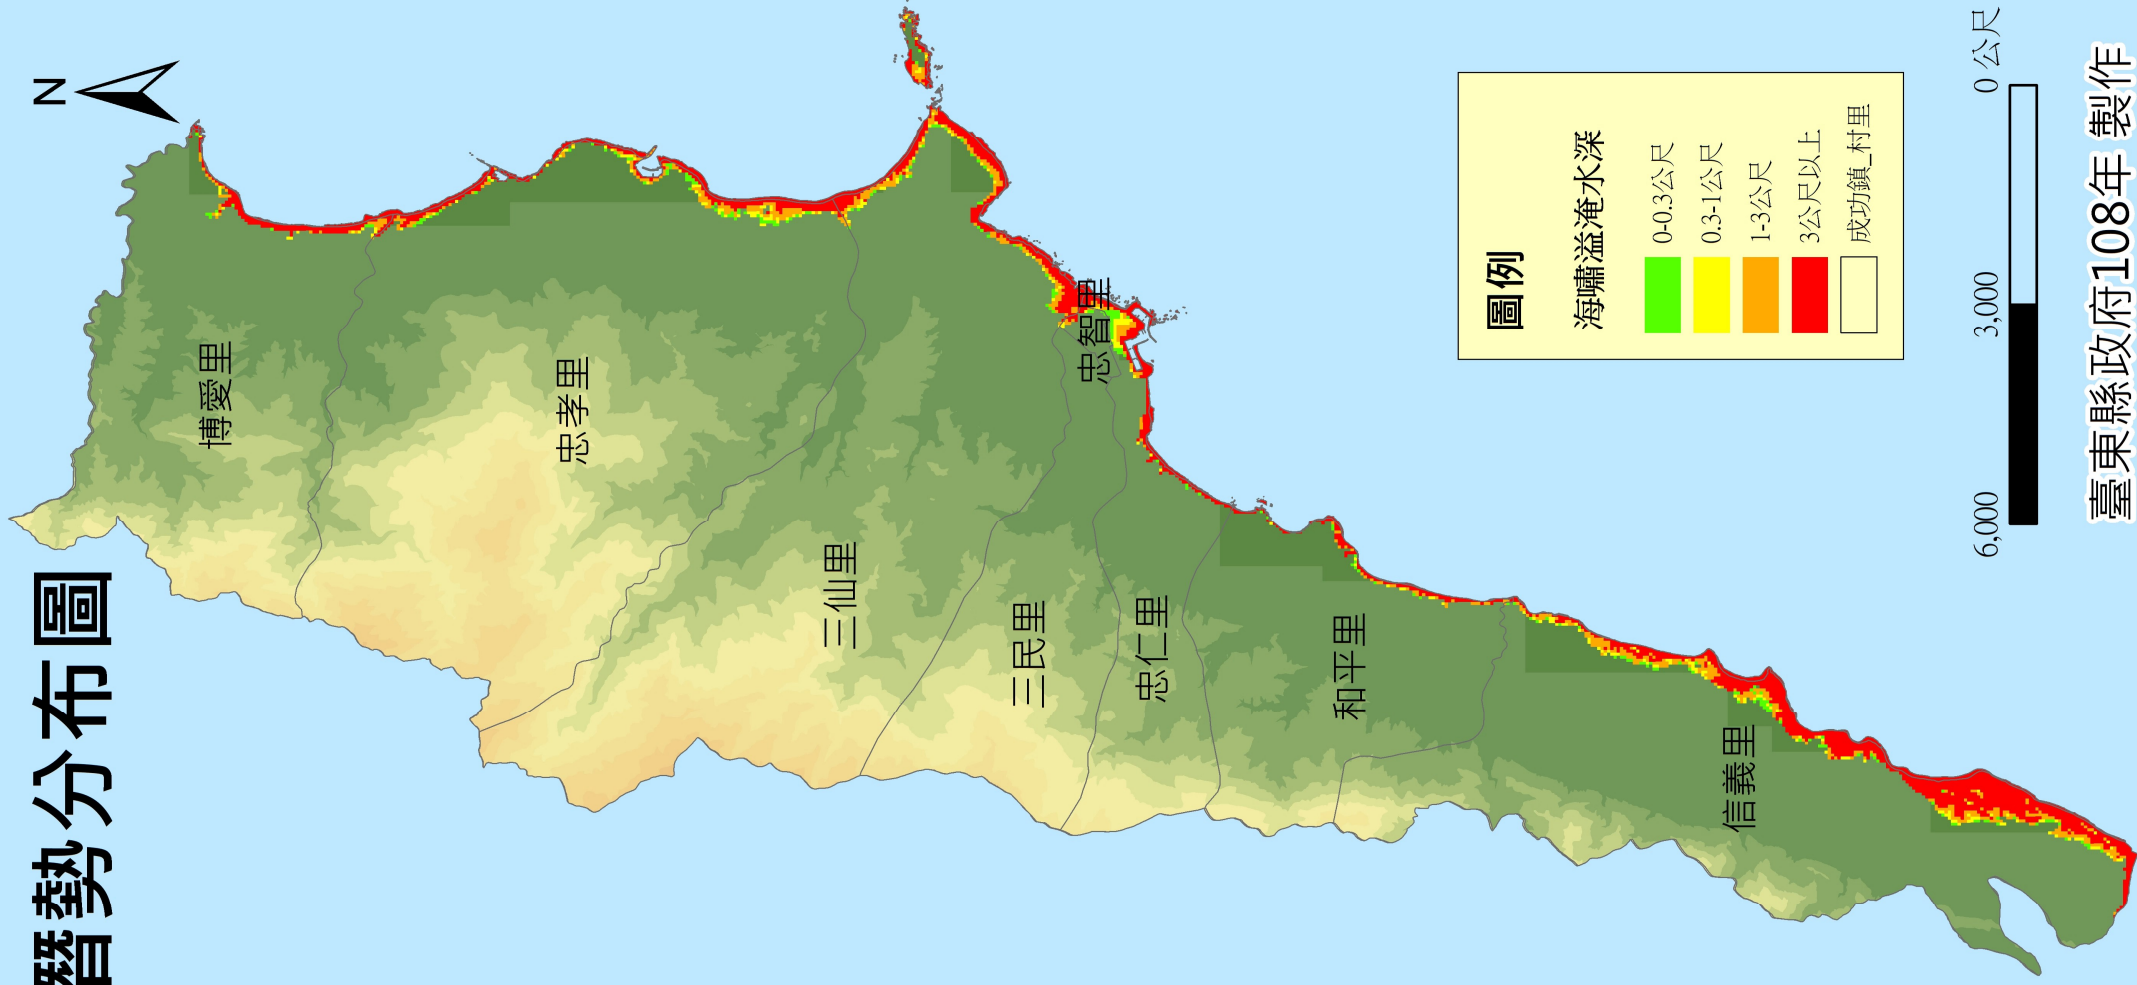 潛勢分布圖
N
博愛里
忠孝里
三仙里
三民里
忠智里
忠仁里
和平里
信義里
圖例
海嘯溢淹水深
0-0.3公尺
0.3-1公尺
1-3公尺
3公尺以上
成功鎮_村里
6,000 3,000 0 公尺
臺東縣政府108年 製作